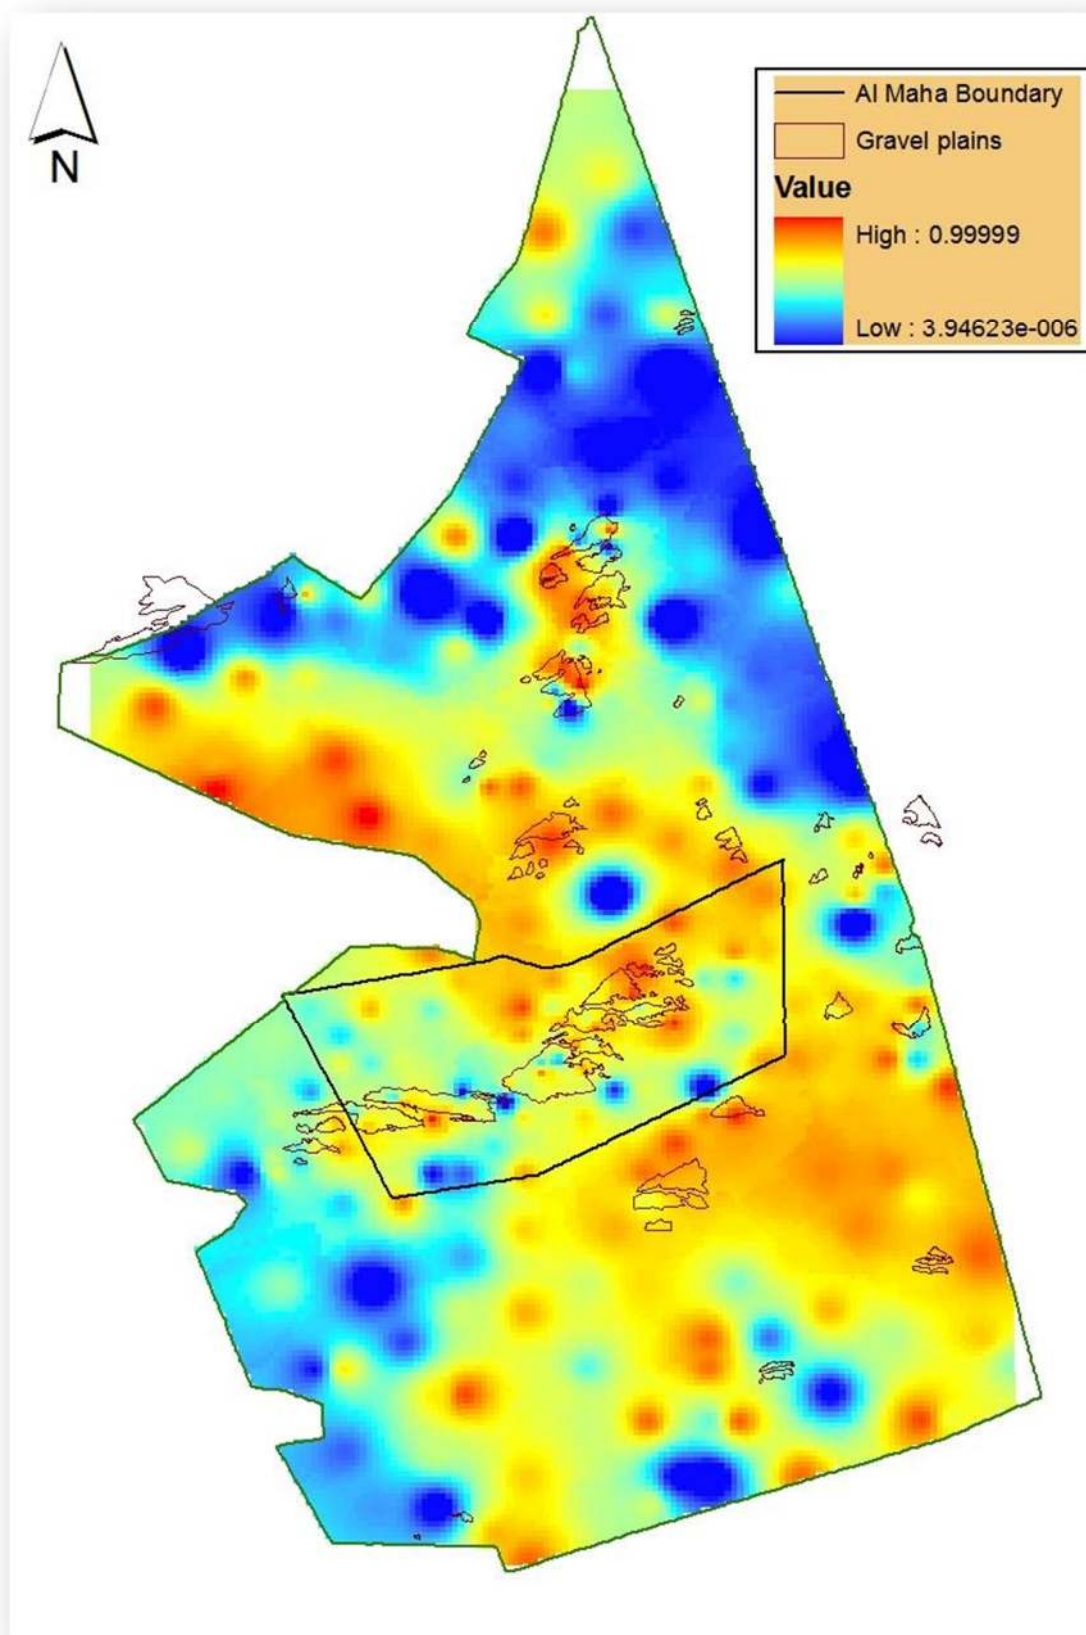 N
Al Maha Boundary
Gravel plains
Value
High : 0.99999
Low : 3.94623e-006